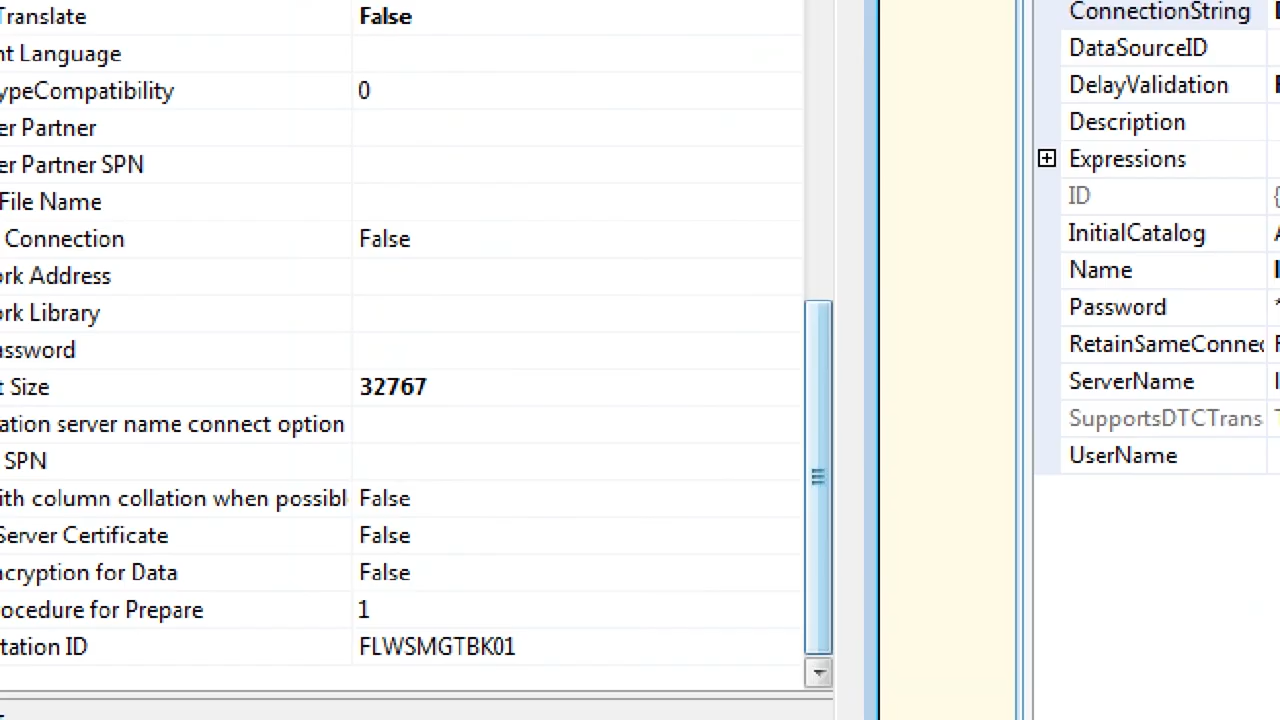 Translate False
nt Language
ypeCompatibility 0
er Partner
er Partner SPN
File Name
Connection False
ork Address
ork Library
assword
t Size 32767
ation server name connect option
SPN
ith column collation when possibl False
Server Certificate False
ncryption for Data False
ocedure for Prepare 1
tation ID FLWSMGTBK01
ConnectionString
DataSourceID
DelayValidation
Description
Expressions
ID {
InitialCatalog
Name
Password *
RetainSameConnec
ServerName
SupportsDTCTrans
UserName